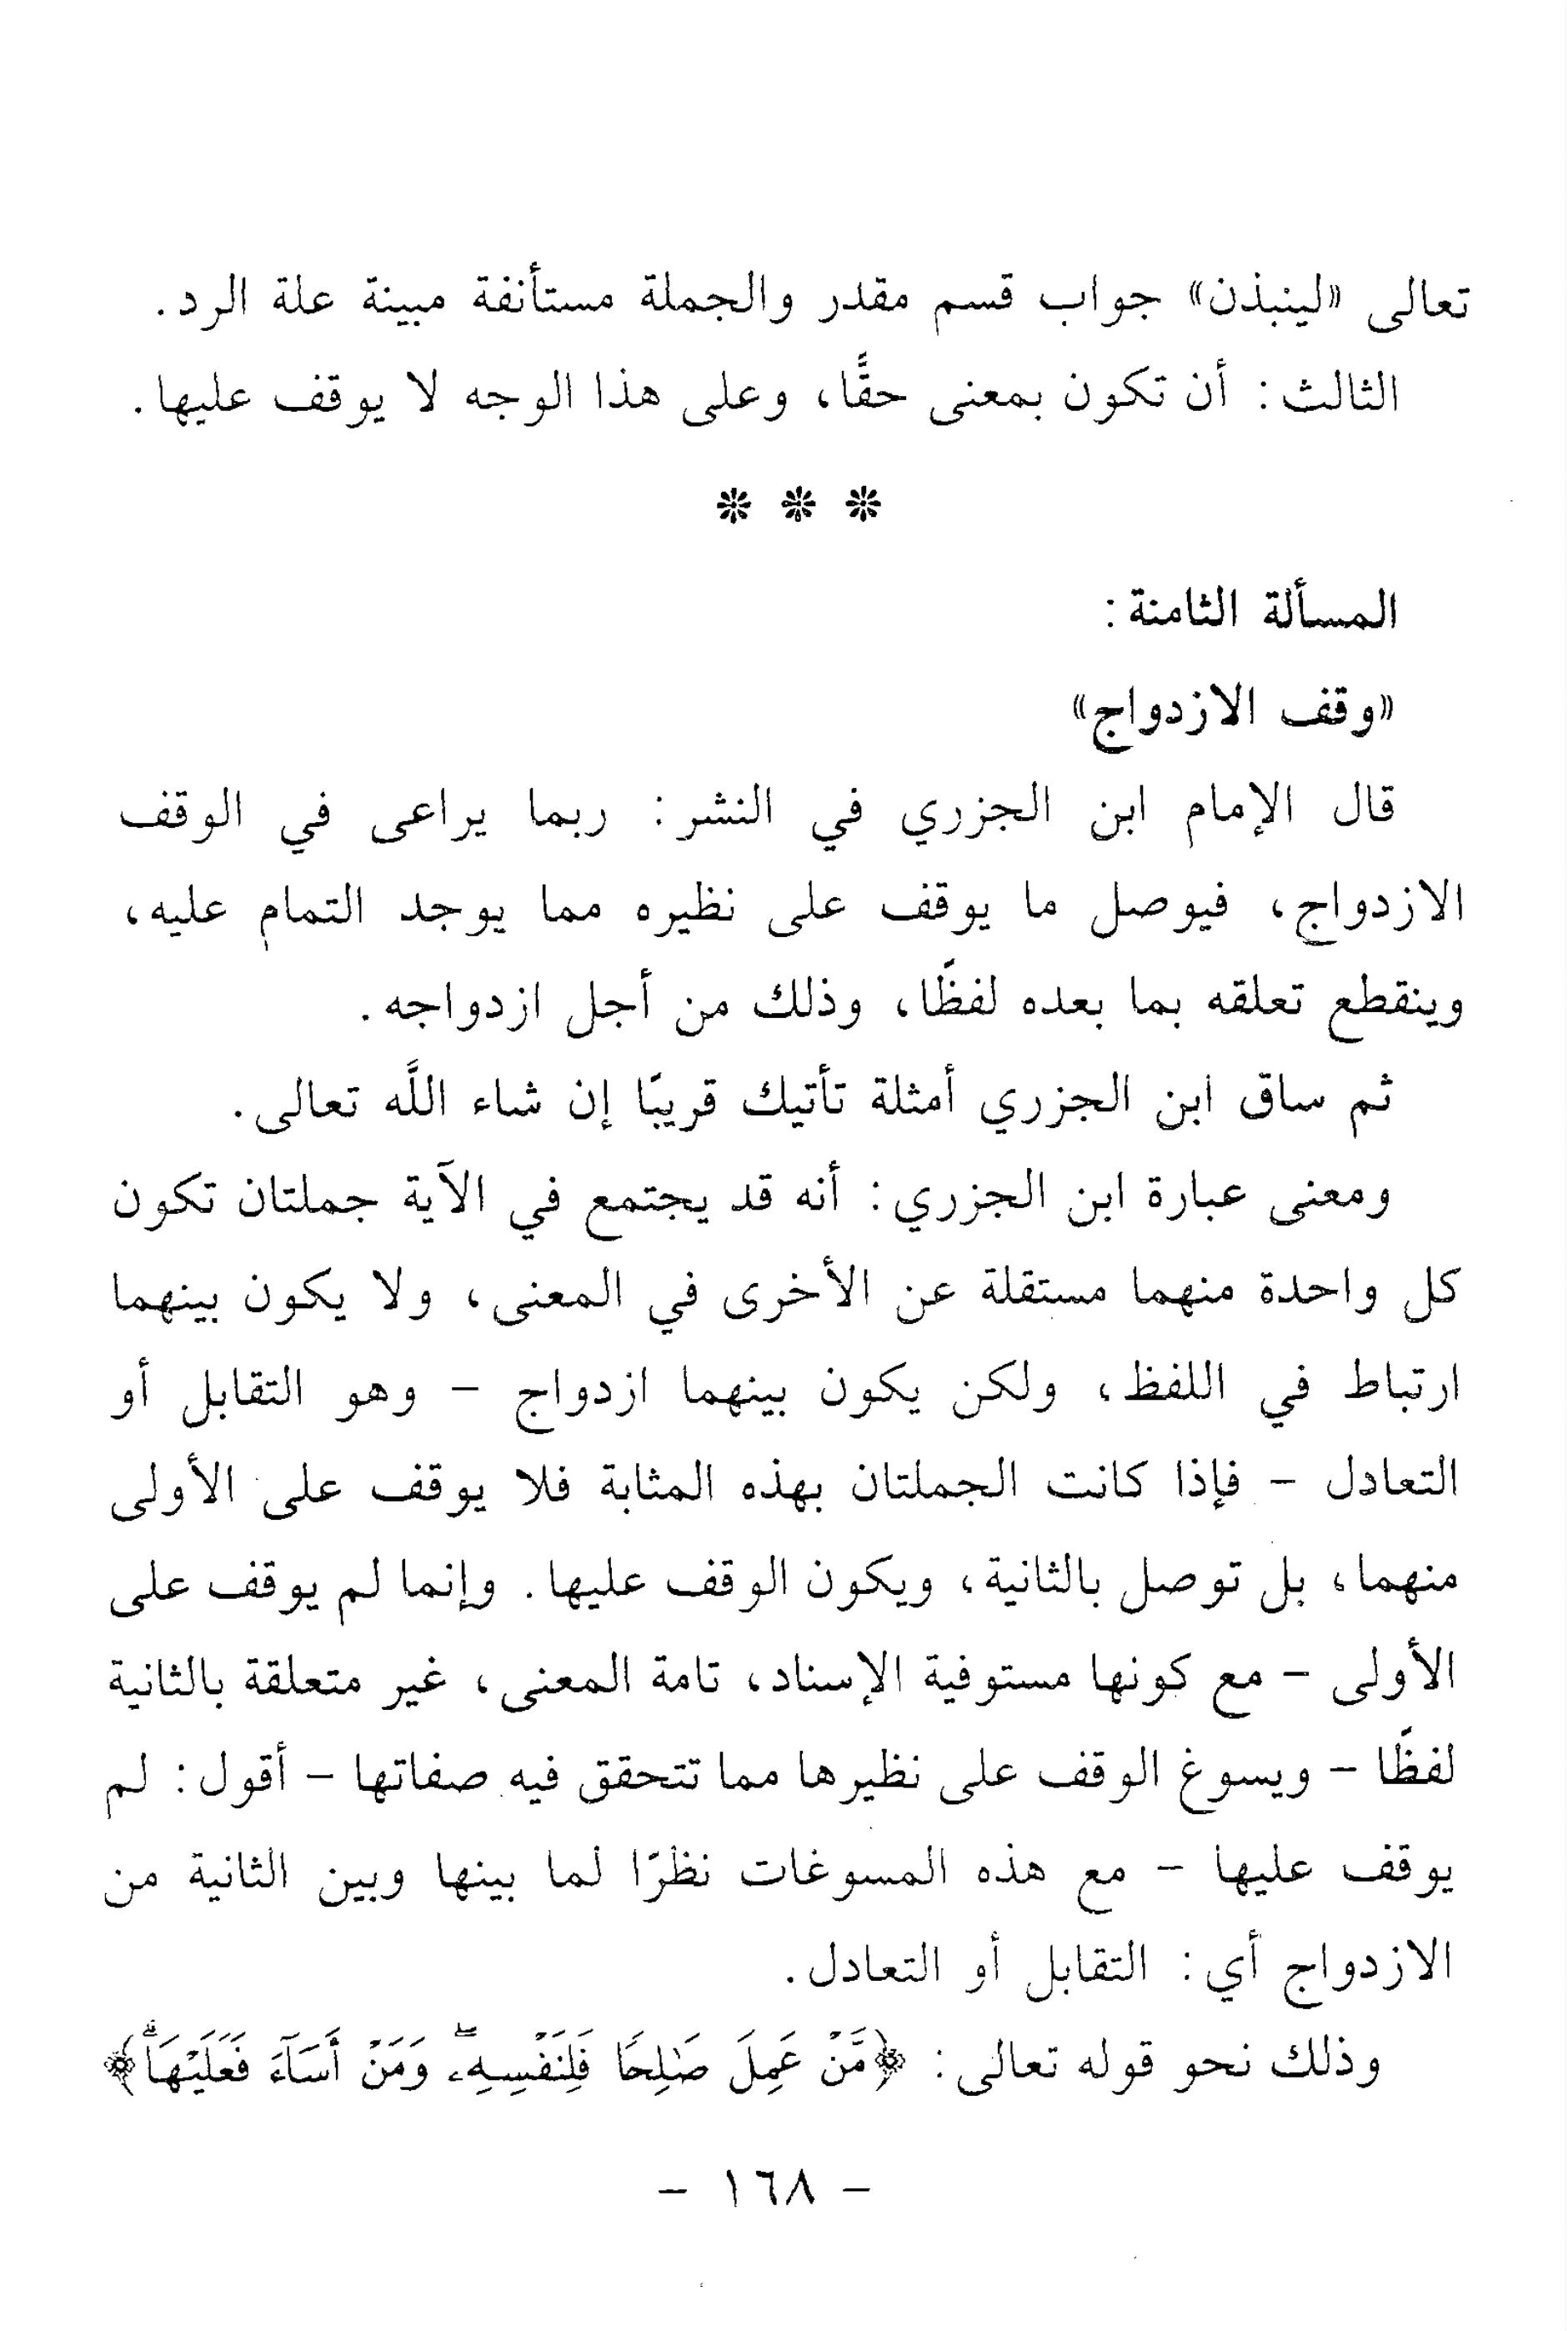 تعالى «لينبذن» جواب قسم مقدر والجملة مستأنفة مبينة علة الرد.
الثالث: أن تكون بمعنى حقًّا، وعلى هذا الوجه لا يوقف عليها.
* * *
المسألة الثامنة:
«وقف الازدواج»
قال الإمام ابن الجزري في النشر: ربما يراعى في الوقف
الازدواج، فيوصل ما يوقف على نظيره مما يوجد التمام عليه،
وينقطع تعلقه بما بعده لفظًا، وذلك من أجل ازدواجه.
ثم ساق ابن الجزري أمثلة تأتيك قريبًا إن شاء اللَّه تعالى.
ومعنى عبارة ابن الجزري: أنه قد يجتمع في الآية جملتان تكون
كل واحدة منهما مستقلة عن الأخرى في المعنى، ولا يكون بينهما
ارتباط في اللفظ، ولكن يكون بينهما ازدواج - وهو التقابل أو
التعادل - فإذا كانت الجملتان بهذه المثابة فلا يوقف على الأولى
منهما، بل توصل بالثانية، ويكون الوقف عليها. وإنما لم يوقف على
الأولى - مع كونها مستوفية الإسناد، تامة المعنى، غير متعلقة بالثانية
لفظًا - ويسوغ الوقف على نظيرها مما تتحقق فيه صفاتها - أقول: لم
يوقف عليها - مع هذه المسوغات نظرًا لما بينها وبين الثانية من
الازدواج أي: التقابل أو التعادل.
وذلك نحو قوله تعالى: ﴿مَّنۡ عَمِلَ صَٰلِحٗا فَلِنَفۡسِهِۦۖ وَمَنۡ أَسَآءَ فَعَلَيۡهَاۗ﴾
- ١٦٨ -